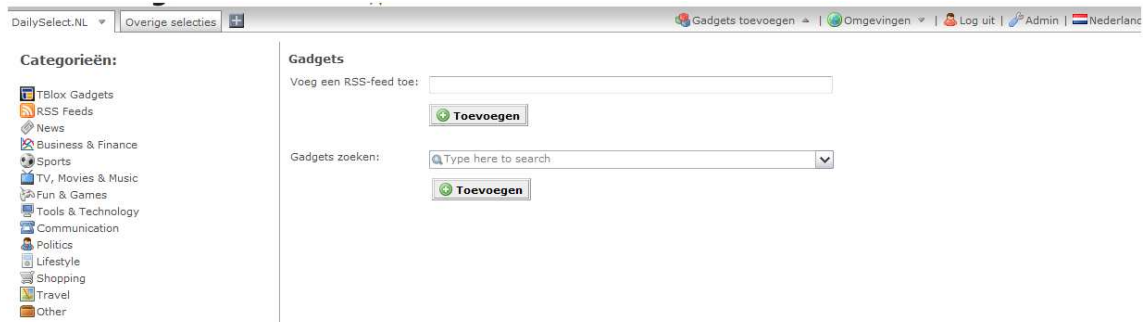 DailySelect.NL Overige selecties Gadgets toevoegen | Omgevingen | Log uit | Admin | Nederland
Categorieën:
TBlox Gadgets
RSS Feeds
News
Business & Finance
Sports
TV, Movies & Music
Fun & Games
Tools & Technology
Communication
Politics
Lifestyle
Shopping
Travel
Other
Gadgets
Voeg een RSS-feed toe:
Toevoegen
Gadgets zoeken: Type here to search
Toevoegen